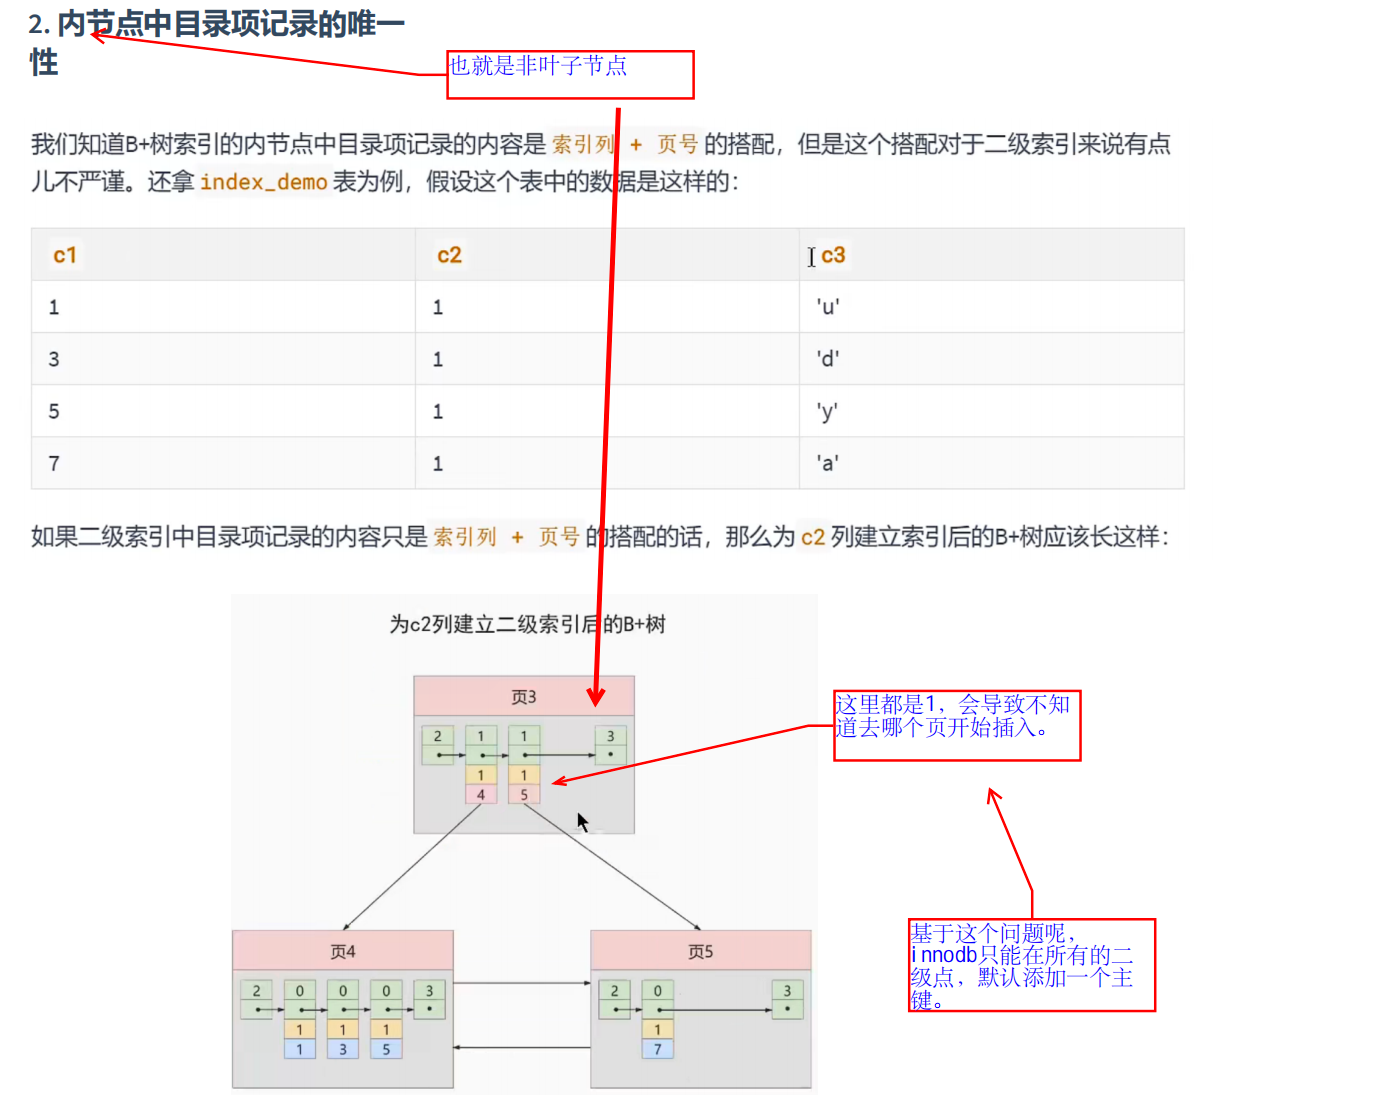 2. 内节点中目录项记录的唯一
性
也就是非叶子节点
我们知道B+树索引的内节点中目录项记录的内容是 索引列 + 页号 的搭配，但是这个搭配对于二级索引来说有点
儿不严谨。还拿 index_demo 表为例，假设这个表中的数据是这样的：
c1 c2 c3
1 1 'u'
3 1 'd'
5 1 'y'
7 1 'a'
如果二级索引中目录项记录的内容只是 索引列 + 页号 的搭配的话，那么为 c2 列建立索引后的B+树应该长这样：
为c2列建立二级索引后的B+树
页3
2 1 1 3
1 1
4 5
这里都是1，会导致不知
道去哪个页开始插入。
基于这个问题呢，
innodb只能在所有的二
级点，默认添加一个主
键。
页4
2 0 0 0 3
1 1 1
1 3 5
页5
2 0 3
1
7